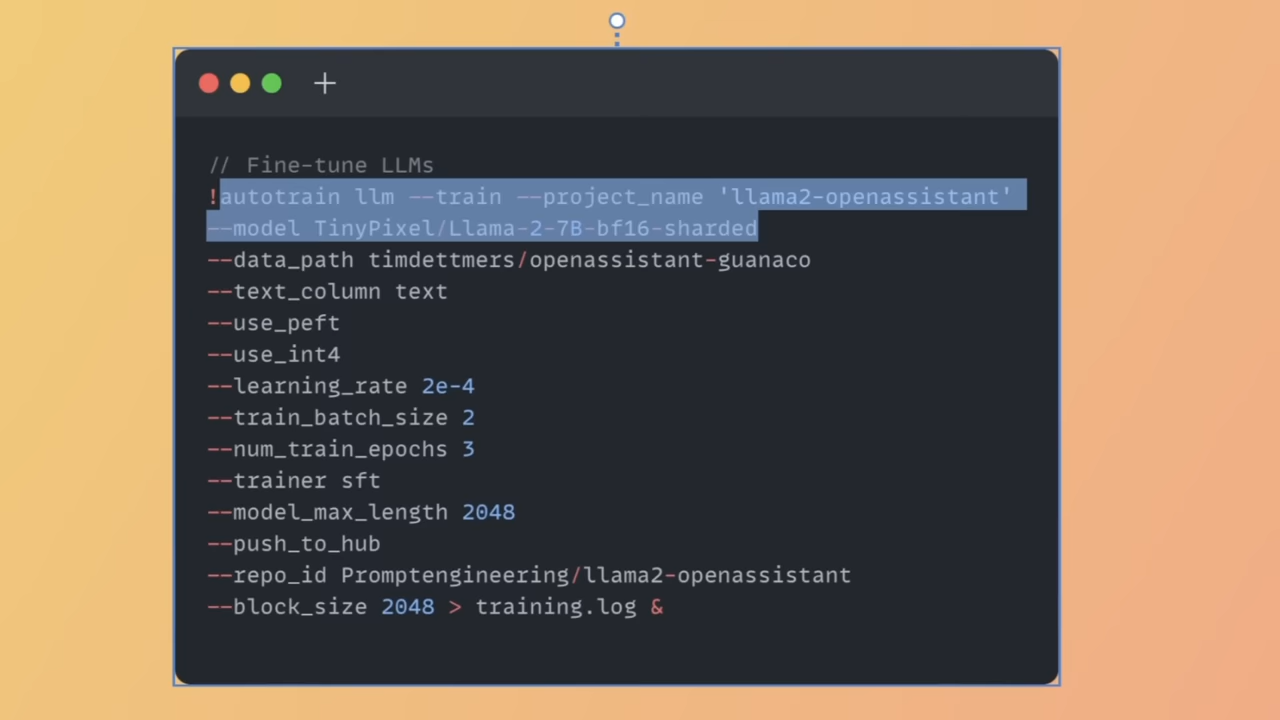 // Fine-tune LLMs
!autotrain llm --train --project_name 'llama2-openassistant'
--model TinyPixel/Llama-2-7B-bf16-sharded
--data_path timdettmers/openassistant-guanaco
--text_column text
--use_peft
--use_int4
--learning_rate 2e-4
--train_batch_size 2
--num_train_epochs 3
--trainer sft
--model_max_length 2048
--push_to_hub
--repo_id Promptengineering/llama2-openassistant
--block_size 2048 > training.log &